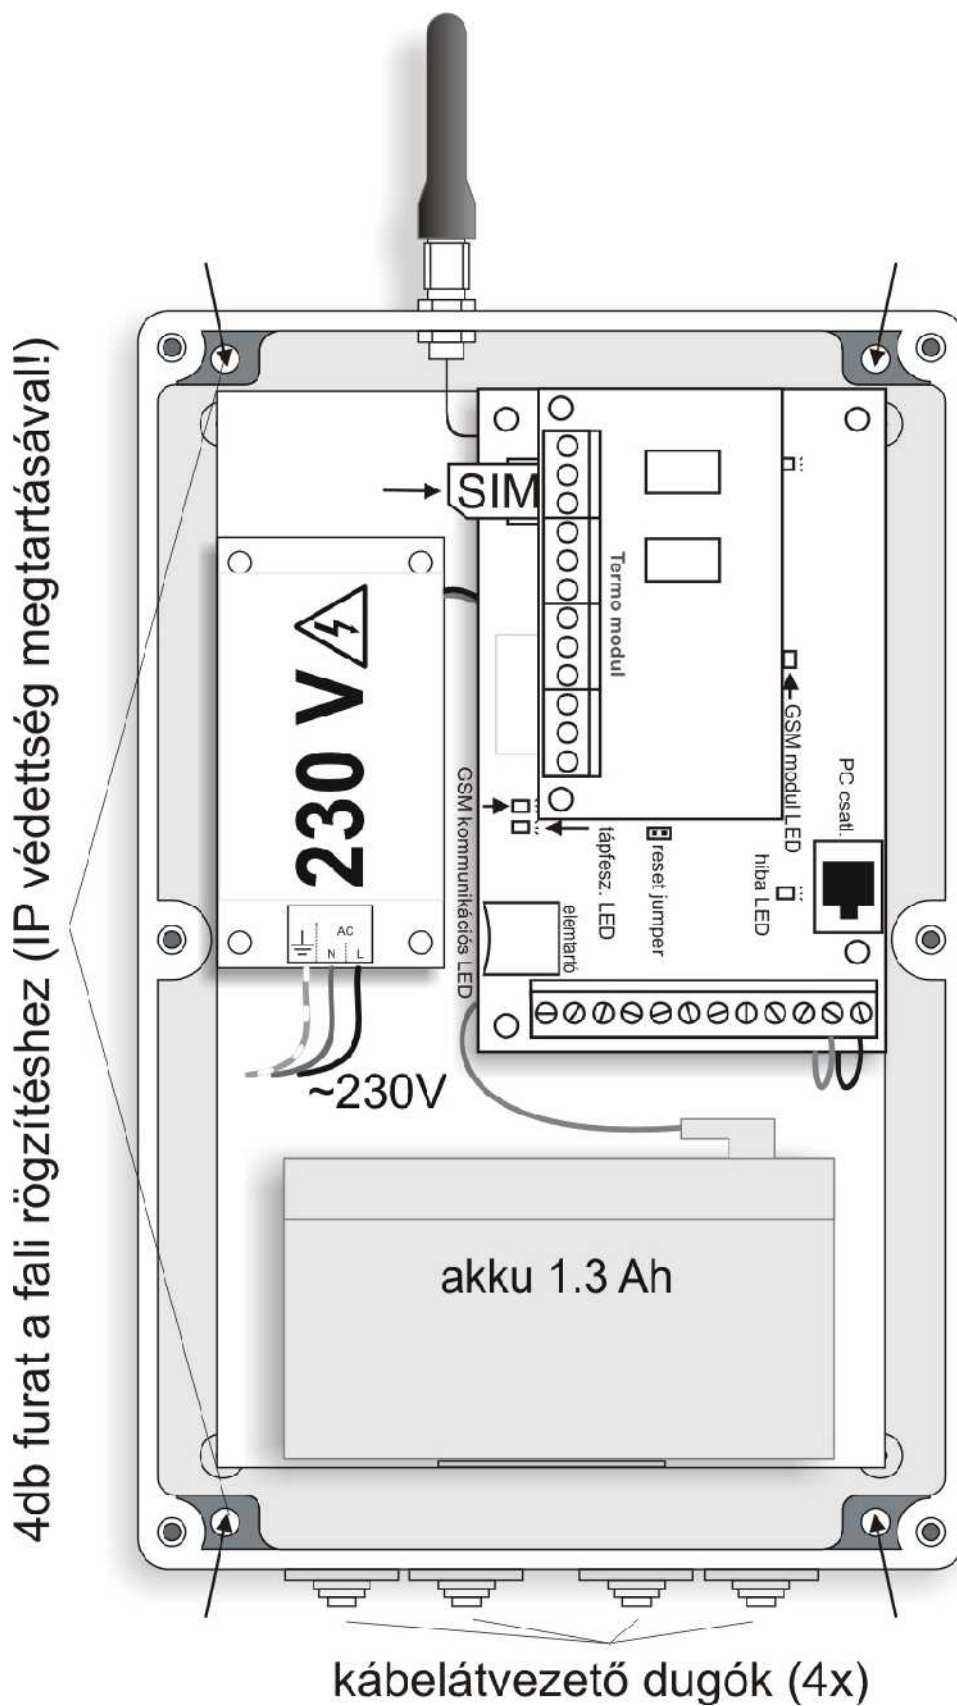 4db furat a fali rögzítéshez (IP védettség megtartásával!)
SIM
Termo modul
230 V
GSM modul LED
PC csatl.
GSM kommunikációs LED
tápfesz. LED
reset jumper
hiba LED
elemtartó
AC
N
L
~230V
akku 1.3 Ah
kábelátvezető dugók (4x)